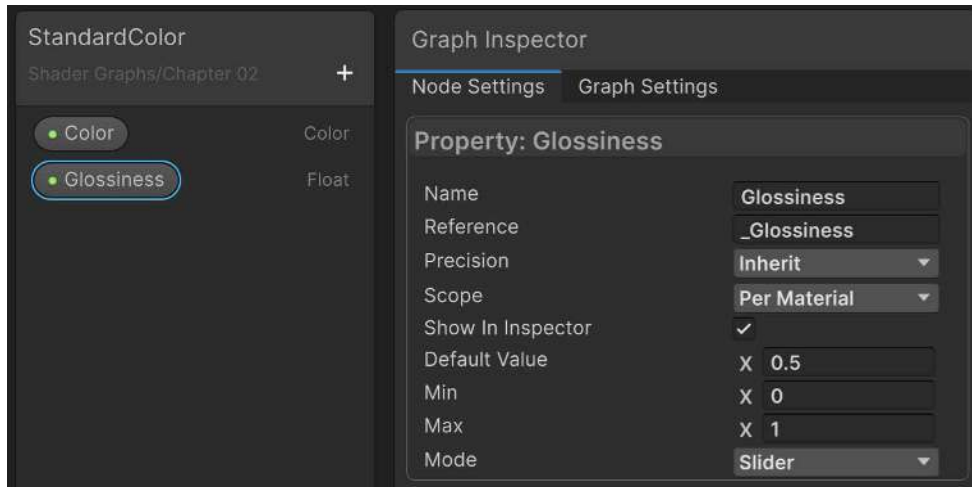 StandardColor
Shader Graphs/Chapter 02
+
Color Color
Glossiness Float
Graph Inspector
Node Settings Graph Settings
Property: Glossiness
Name Glossiness
Reference _Glossiness
Precision Inherit
Scope Per Material
Show In Inspector
Default Value X 0.5
Min X 0
Max X 1
Mode Slider